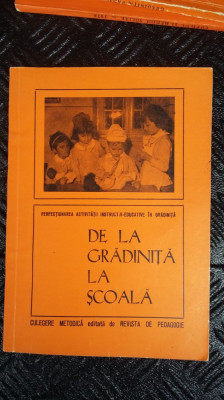 PERFECȚIONAREA ACTIVITĂȚII INSTRUCTIV-EDUCATIVE ÎN GRĂDINIȚĂ
DE LA
GRĂDINIȚĂ
LA
ȘCOALĂ
CULEGERE METODICĂ editată de REVISTA DE PEDAGOGIE